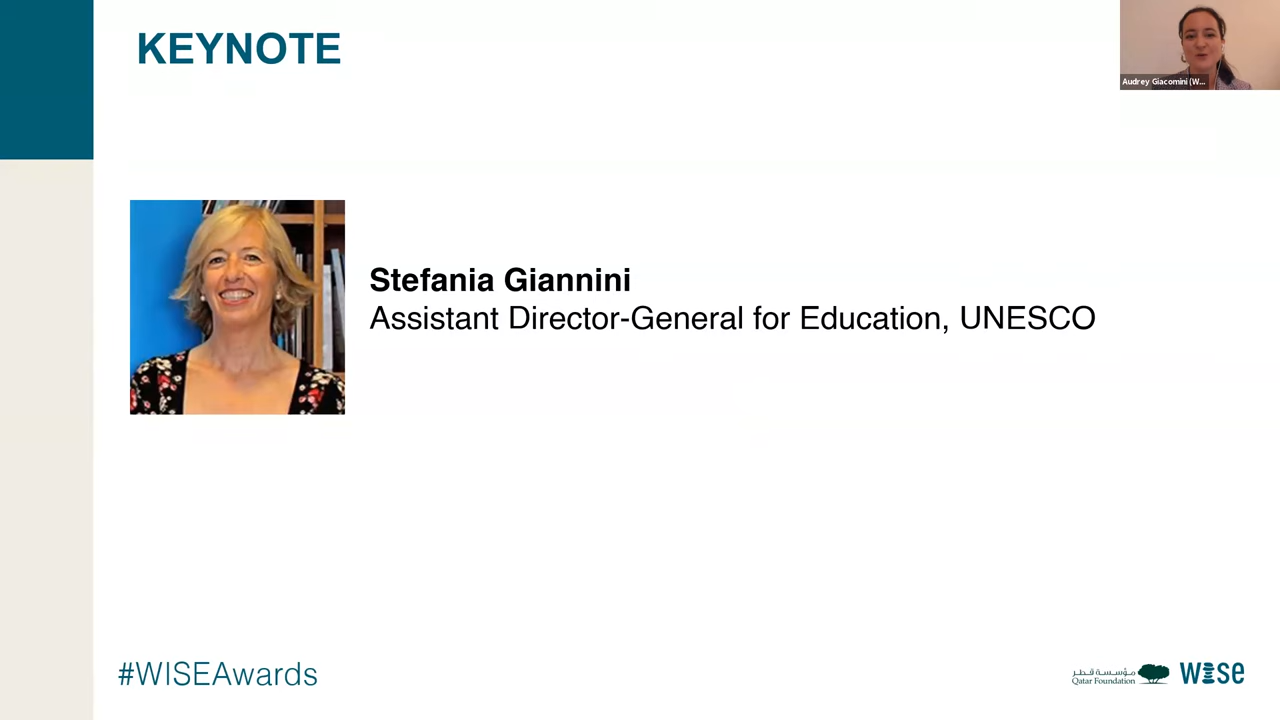 KEYNOTE
Audrey Giacomini (W...
Stefania Giannini
Assistant Director-General for Education, UNESCO
#WISEAwards
مؤسسة قطر
Qatar Foundation
WISE